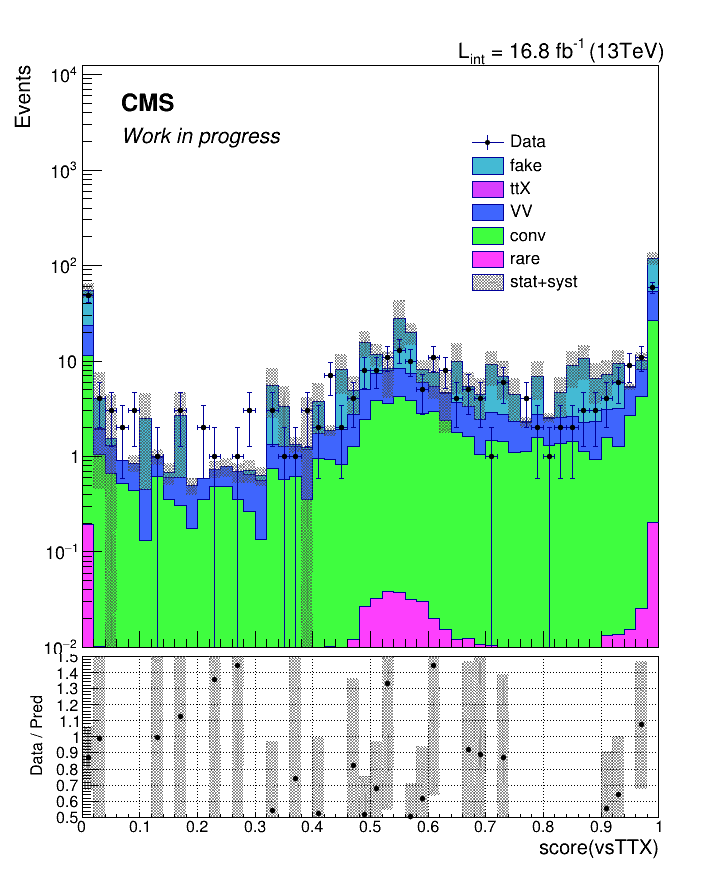 L_int = 16.8 fb^-1 (13TeV)
Events
CMS
Work in progress
Data
fake
ttX
VV
conv
rare
stat+syst
10^4
10^3
10^2
10
1
10^−1
10^−2
Data / Pred
1.5
1.4
1.3
1.2
1.1
1
0.9
0.8
0.7
0.6
0.5
0 0.1 0.2 0.3 0.4 0.5 0.6 0.7 0.8 0.9 1
score(vsTTX)